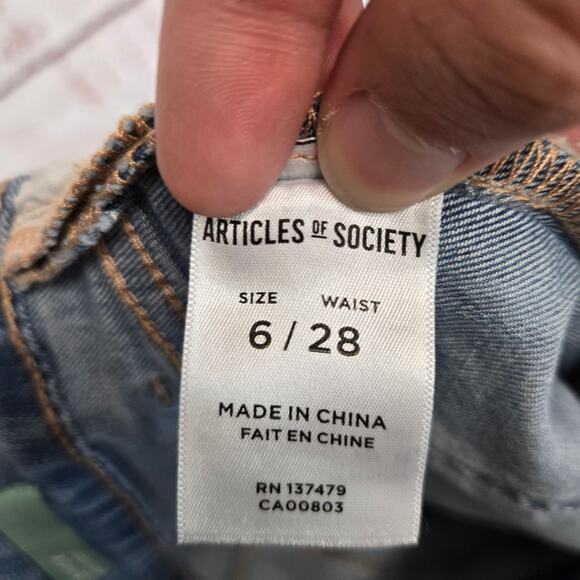 ARTICLES OF SOCIETY
SIZE WAIST
6 / 28
MADE IN CHINA
FAIT EN CHINE
RN 137479
CA00803